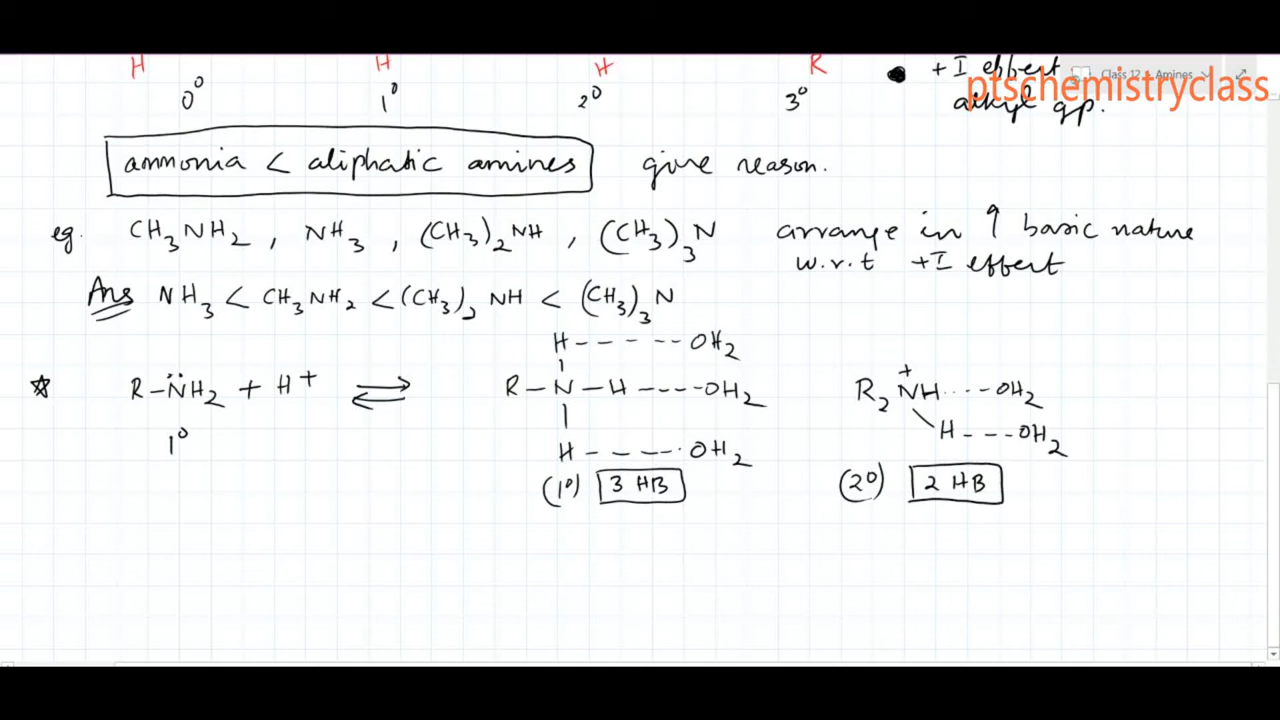 H H H R +I effect
Class 12 - Amines
ptschemistryclass
0° 1° 2° 3° alkyl gp.
ammonia < aliphatic amines give reason.
eg. CH3NH2 , NH3 , (CH3)2NH , (CH3)3N arrange in ↑ basic nature
w.r.t +I effect
Ans NH3 < CH3NH2 < (CH3)2NH < (CH3)3N
H------OH2
R-N̈H2 + H+ ⇌ R-N-H-----OH2 R2N+H-----OH2
1° H------OH2 H----OH2
(1°) 3 HB (2°) 2 HB